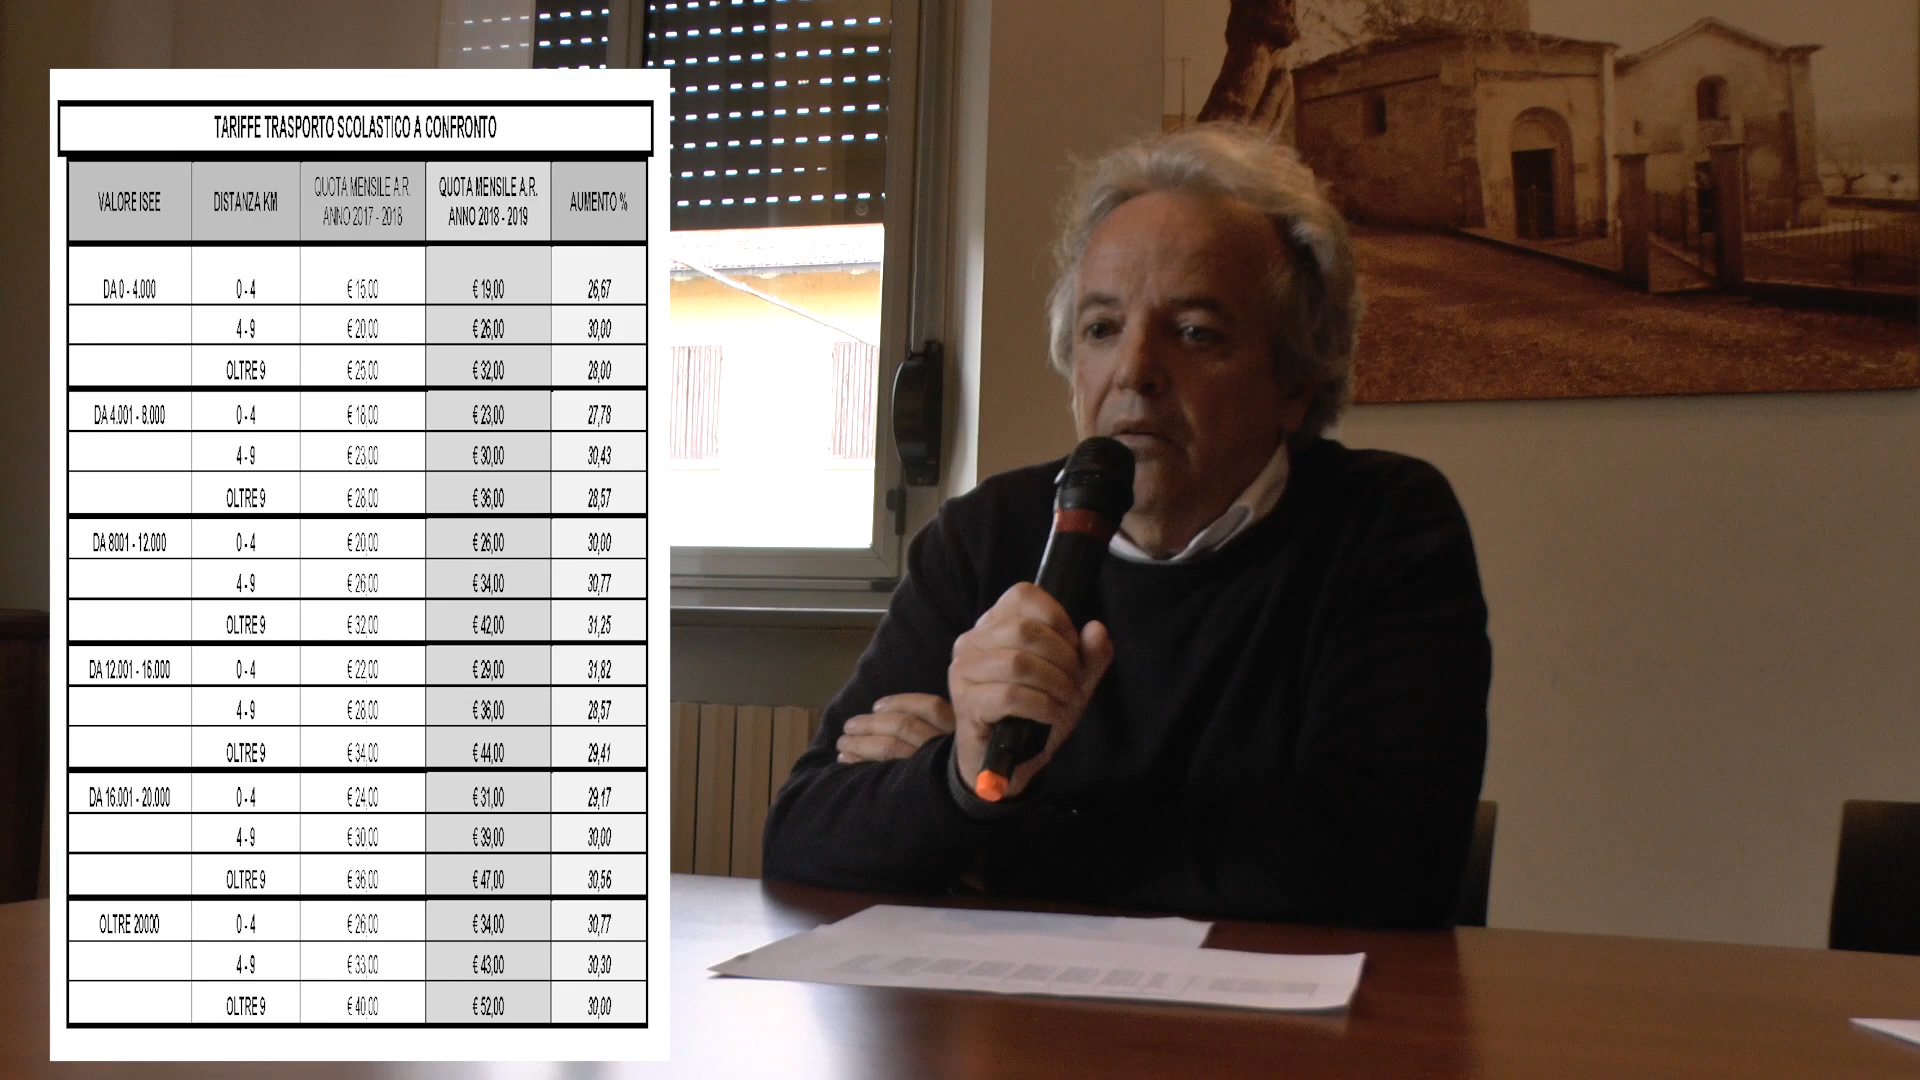 TARIFFE TRASPORTO SCOLASTICO A CONFRONTO
VALORE ISEE DISTANZA KM QUOTA MENSILE A.R. ANNO 2017 - 2018 QUOTA MENSILE A.R. ANNO 2018 - 2019 AUMENTO %
DA 0 - 4.000 0 - 4 € 15,00 € 19,00 26,67
4 - 9 € 20,00 € 26,00 30,00
OLTRE 9 € 25,00 € 32,00 28,00
DA 4.001 - 8.000 0 - 4 € 18,00 € 23,00 27,78
4 - 9 € 23,00 € 30,00 30,43
OLTRE 9 € 28,00 € 36,00 28,57
DA 8001 - 12.000 0 - 4 € 20,00 € 26,00 30,00
4 - 9 € 26,00 € 34,00 30,77
OLTRE 9 € 32,00 € 42,00 31,25
DA 12.001 - 16.000 0 - 4 € 22,00 € 29,00 31,82
4 - 9 € 28,00 € 36,00 28,57
OLTRE 9 € 34,00 € 44,00 29,41
DA 16.001 - 20.000 0 - 4 € 24,00 € 31,00 29,17
4 - 9 € 30,00 € 39,00 30,00
OLTRE 9 € 36,00 € 47,00 30,56
OLTRE 20000 0 - 4 € 26,00 € 34,00 30,77
4 - 9 € 33,00 € 43,00 30,30
OLTRE 9 € 40,00 € 52,00 30,00